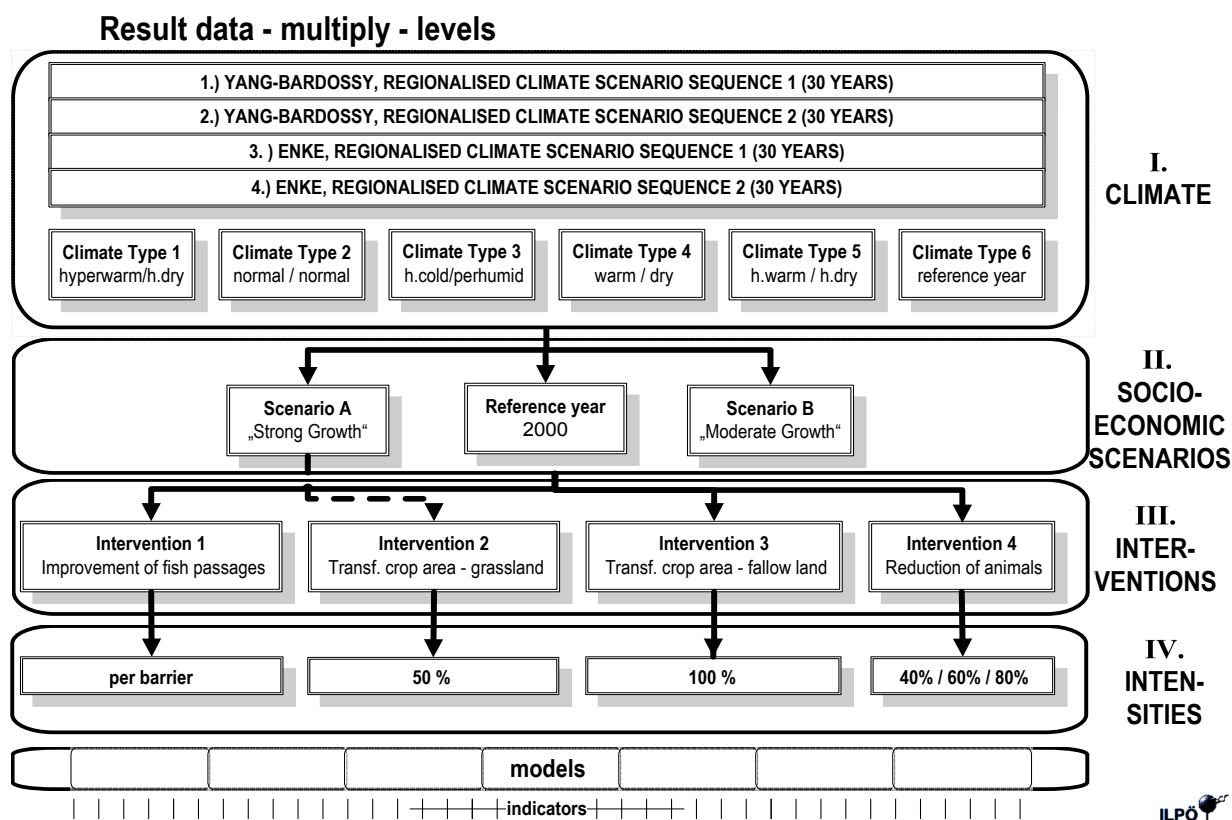 Result data - multiply - levels
1.) YANG-BARDOSSY, REGIONALISED CLIMATE SCENARIO SEQUENCE 1 (30 YEARS)
2.) YANG-BARDOSSY, REGIONALISED CLIMATE SCENARIO SEQUENCE 2 (30 YEARS)
3. ) ENKE, REGIONALISED CLIMATE SCENARIO SEQUENCE 1 (30 YEARS)
4.) ENKE, REGIONALISED CLIMATE SCENARIO SEQUENCE 2 (30 YEARS)
I.
CLIMATE
Climate Type 1
hyperwarm/h.dry
Climate Type 2
normal / normal
Climate Type 3
h.cold/perhumid
Climate Type 4
warm / dry
Climate Type 5
h.warm / h.dry
Climate Type 6
reference year
II.
SOCIO-
ECONOMIC
SCENARIOS
Scenario A
„Strong Growth“
Reference year
2000
Scenario B
„Moderate Growth“
III.
INTER-
VENTIONS
Intervention 1
Improvement of fish passages
Intervention 2
Transf. crop area - grassland
Intervention 3
Transf. crop area - fallow land
Intervention 4
Reduction of animals
IV.
INTEN-
SITIES
per barrier
50 %
100 %
40% / 60% / 80%
models
indicators
ILPÖ